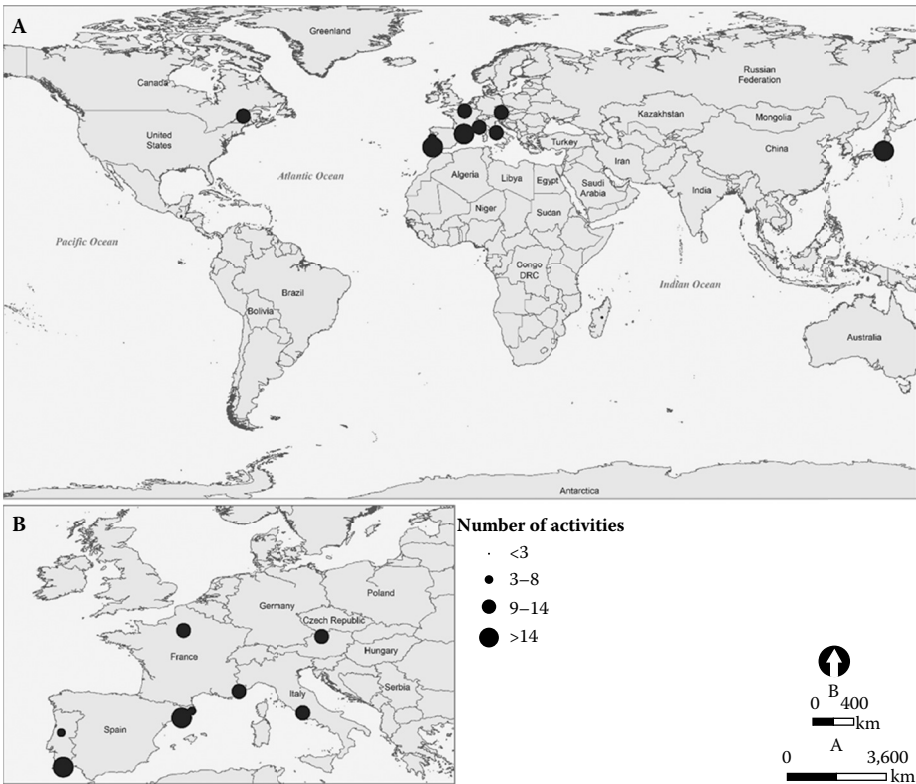 A
Greenland
Canada
Russian
Federation
United
States
Kazakhstan
Mongolia
Turkey
China
Iran
Atlantic Ocean
Algeria
Libya
Egypt
Saudi
Arabia
India
Niger
Sucan
Pacific Ocean
Congo
DRC
Indian Ocean
Brazil
Bolivia
Australia
Antarctica
B
Number of activities
<3
3–8
9–14
>14
Poland
Germany
Czech Republic
France
Hungary
Serbia
Italy
Spain
B
0 400
km
A
0 3,600
km